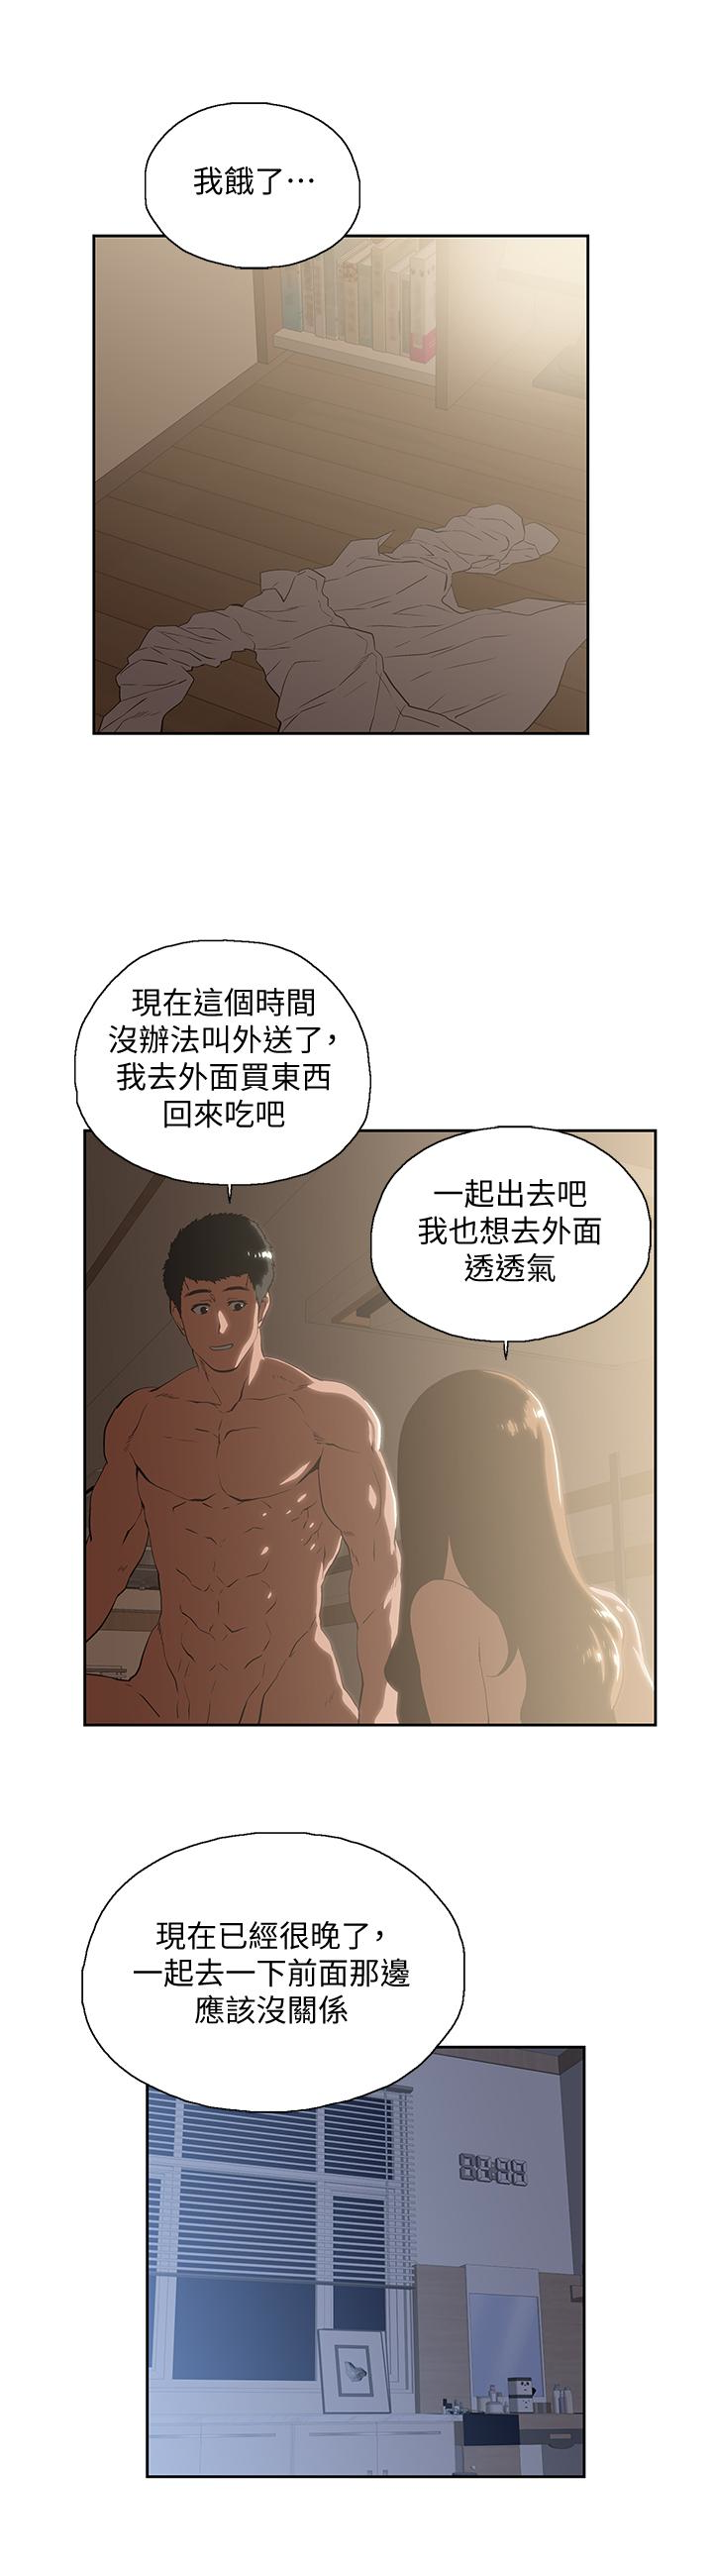 我餓了⋯
現在這個時間
沒辦法叫外送了，
我去外面買東西
回來吃吧
一起出去吧
我也想去外面
透透氣
現在已經很晚了，
一起去一下前面那邊
應該沒關係